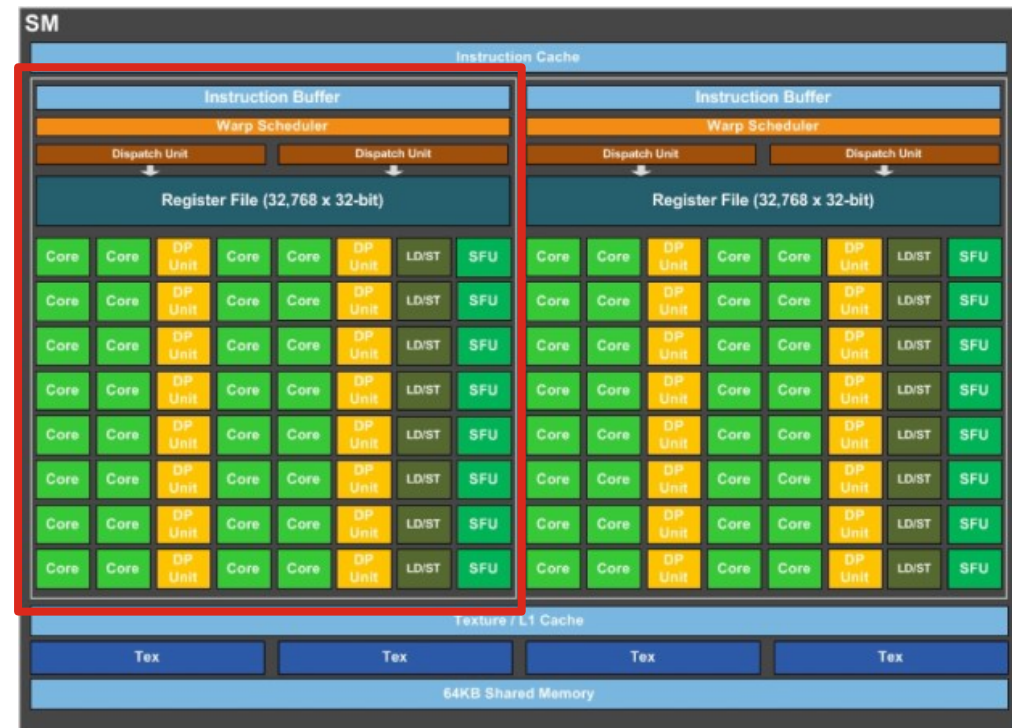 SM
Instruction Cache
Instruction Buffer Instruction Buffer
Warp Scheduler Warp Scheduler
Dispatch Unit Dispatch Unit Dispatch Unit Dispatch Unit
Register File (32,768 x 32-bit) Register File (32,768 x 32-bit)
Core Core DP Unit Core Core DP Unit LD/ST SFU Core Core DP Unit Core Core DP Unit LD/ST SFU
Core Core DP Unit Core Core DP Unit LD/ST SFU Core Core DP Unit Core Core DP Unit LD/ST SFU
Core Core DP Unit Core Core DP Unit LD/ST SFU Core Core DP Unit Core Core DP Unit LD/ST SFU
Core Core DP Unit Core Core DP Unit LD/ST SFU Core Core DP Unit Core Core DP Unit LD/ST SFU
Core Core DP Unit Core Core DP Unit LD/ST SFU Core Core DP Unit Core Core DP Unit LD/ST SFU
Core Core DP Unit Core Core DP Unit LD/ST SFU Core Core DP Unit Core Core DP Unit LD/ST SFU
Core Core DP Unit Core Core DP Unit LD/ST SFU Core Core DP Unit Core Core DP Unit LD/ST SFU
Core Core DP Unit Core Core DP Unit LD/ST SFU Core Core DP Unit Core Core DP Unit LD/ST SFU
Texture / L1 Cache
Tex Tex Tex Tex
64KB Shared Memory